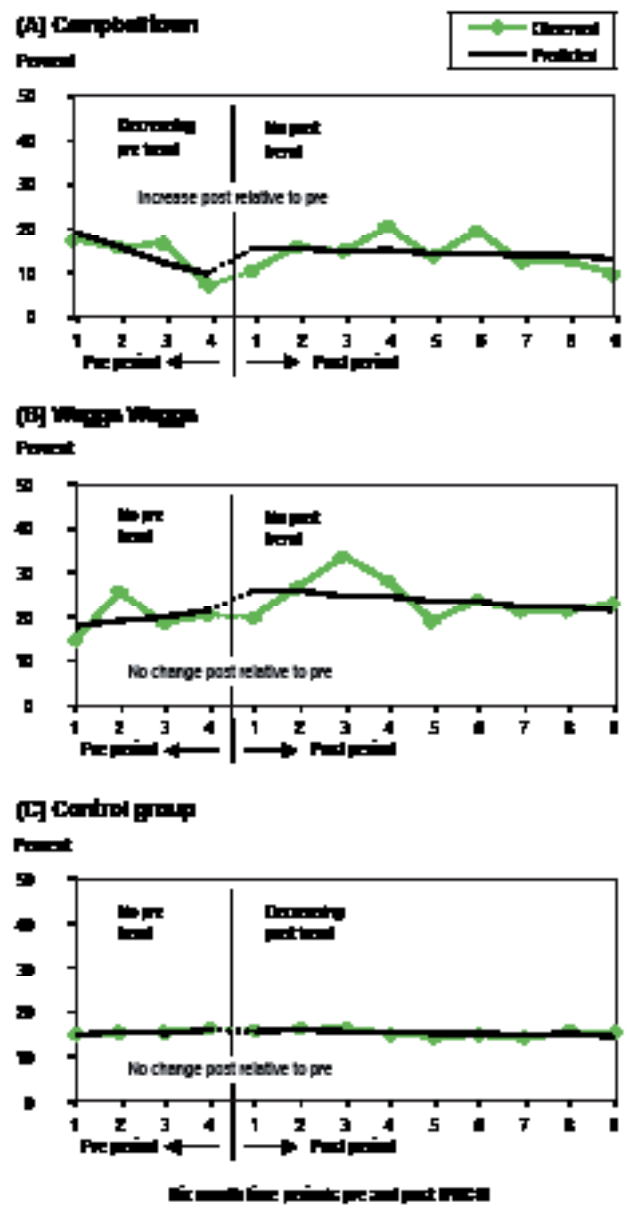 (A) Campbelltown
Percent
Observed
Predicted
50
40
30
20
10
0
Decreasing
pre trend
No post
trend
Increase post relative to pre
1 2 3 4 1 2 3 4 5 6 7 8 9
Pre period
Post period
(B) Wagga Wagga
Percent
50
40
30
20
10
0
No pre
trend
No post
trend
No change post relative to pre
1 2 3 4 1 2 3 4 5 6 7 8 9
Pre period
Post period
(C) Control group
Percent
50
40
30
20
10
0
No pre
trend
Decreasing
post trend
No change post relative to pre
1 2 3 4 1 2 3 4 5 6 7 8 9
Pre period
Post period
Six month time periods pre and post